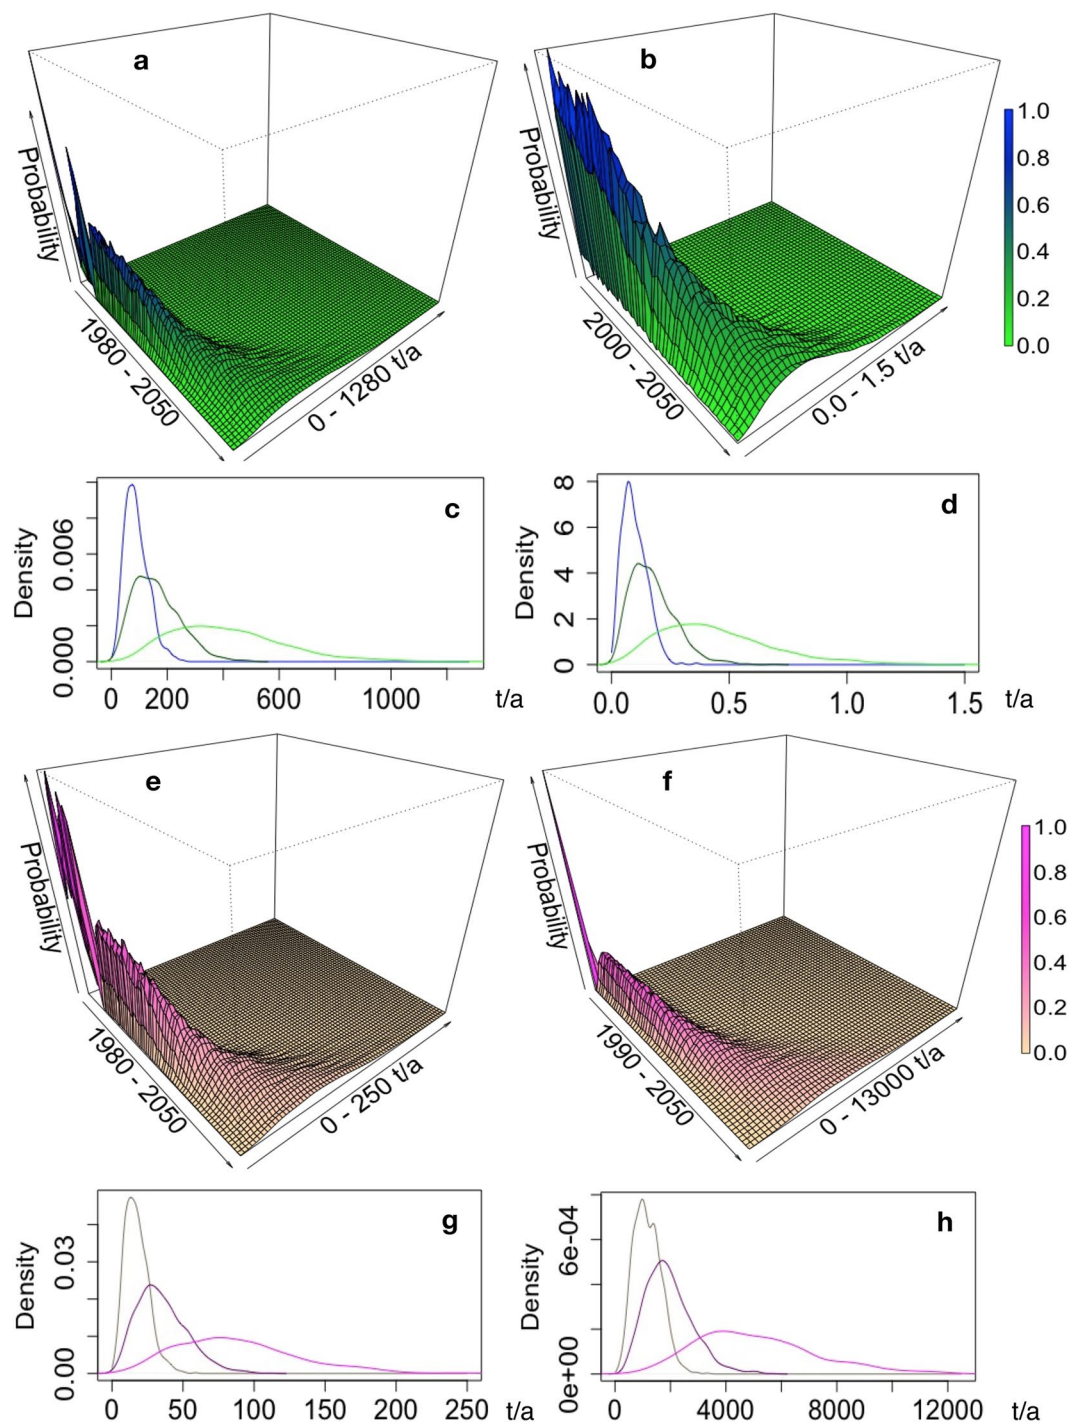 a
b
Probability
1980 - 2050
0 - 1280 t/a
Probability
2000 - 2050
0.0 - 1.5 t/a
1.0
0.8
0.6
0.4
0.2
0.0
c
Density
0.000
0.006
0
200
600
1000
t/a
d
Density
0
2
4
6
8
0.0
0.5
1.0
1.5
t/a
e
f
Probability
1980 - 2050
0 - 250 t/a
Probability
1990 - 2050
0 - 13000 t/a
1.0
0.8
0.6
0.4
0.2
0.0
g
Density
0.00
0.03
0
50
100
150
200
250
t/a
h
Density
0e+00
6e-04
0
4000
8000
12000
t/a